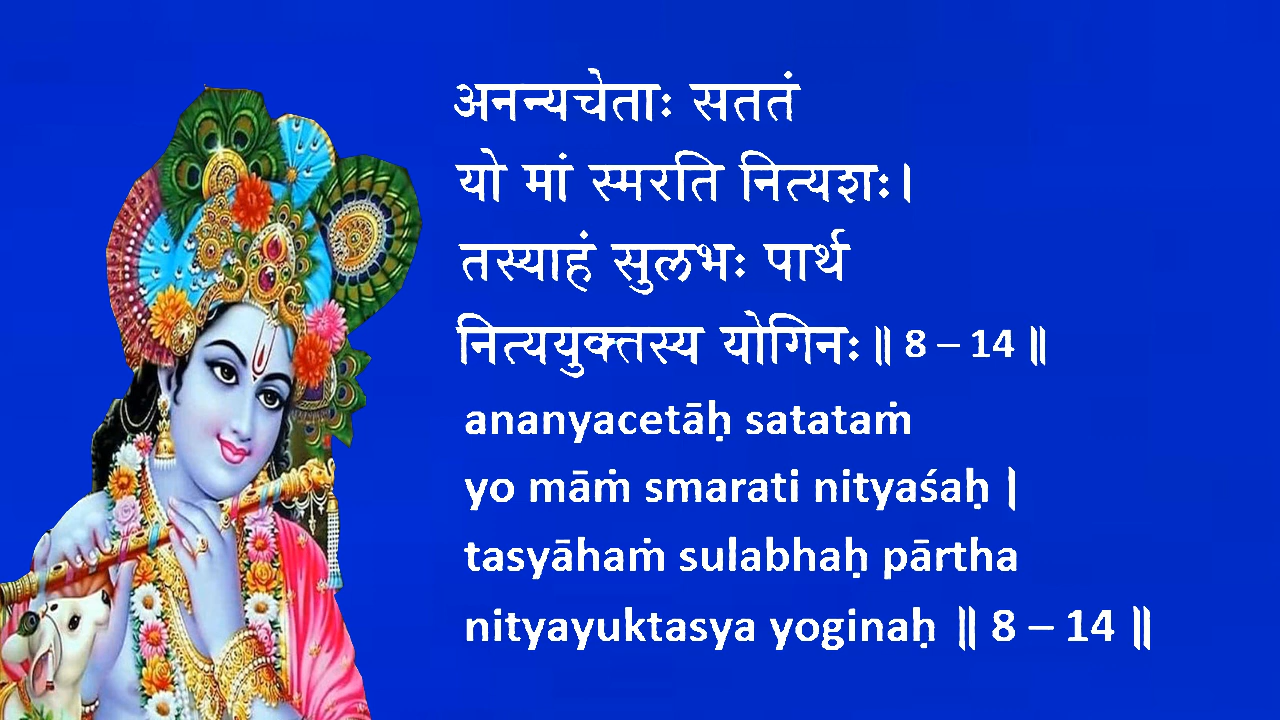 अनन्यचेताः सततं
यो मां स्मरति नित्यशः।
तस्याहं सुलभः पार्थ
नित्ययुक्तस्य योगिनः॥ 8 – 14 ॥
ananyacetāḥ satataṁ
yo māṁ smarati nityaśaḥ |
tasyāhaṁ sulabhaḥ pārtha
nityayuktasya yoginaḥ ॥ 8 – 14 ॥